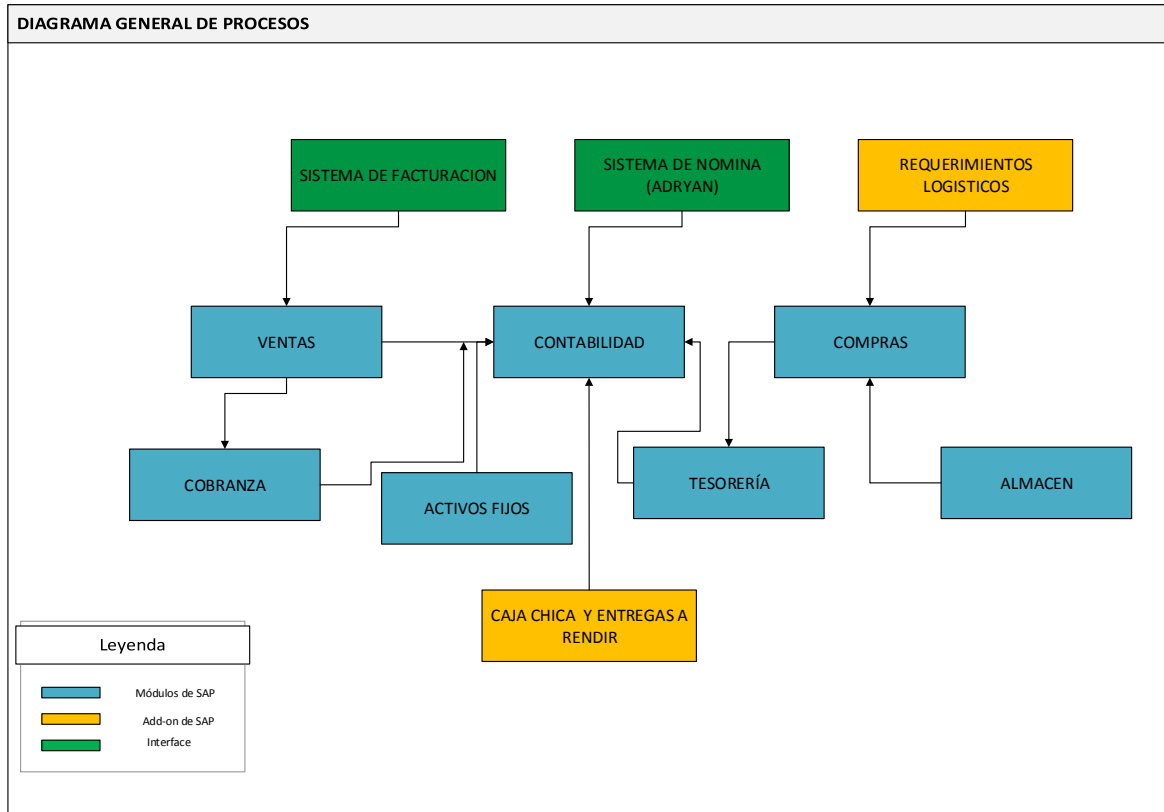 DIAGRAMA GENERAL DE PROCESOS
SISTEMA DE FACTURACION
SISTEMA DE NOMINA
(ADRYAN)
REQUERIMIENTOS
LOGISTICOS
VENTAS
CONTABILIDAD
COMPRAS
COBRANZA
ACTIVOS FIJOS
TESORERÍA
ALMACEN
CAJA CHICA Y ENTREGAS A
RENDIR
Leyenda
Módulos de SAP
Add-on de SAP
Interface